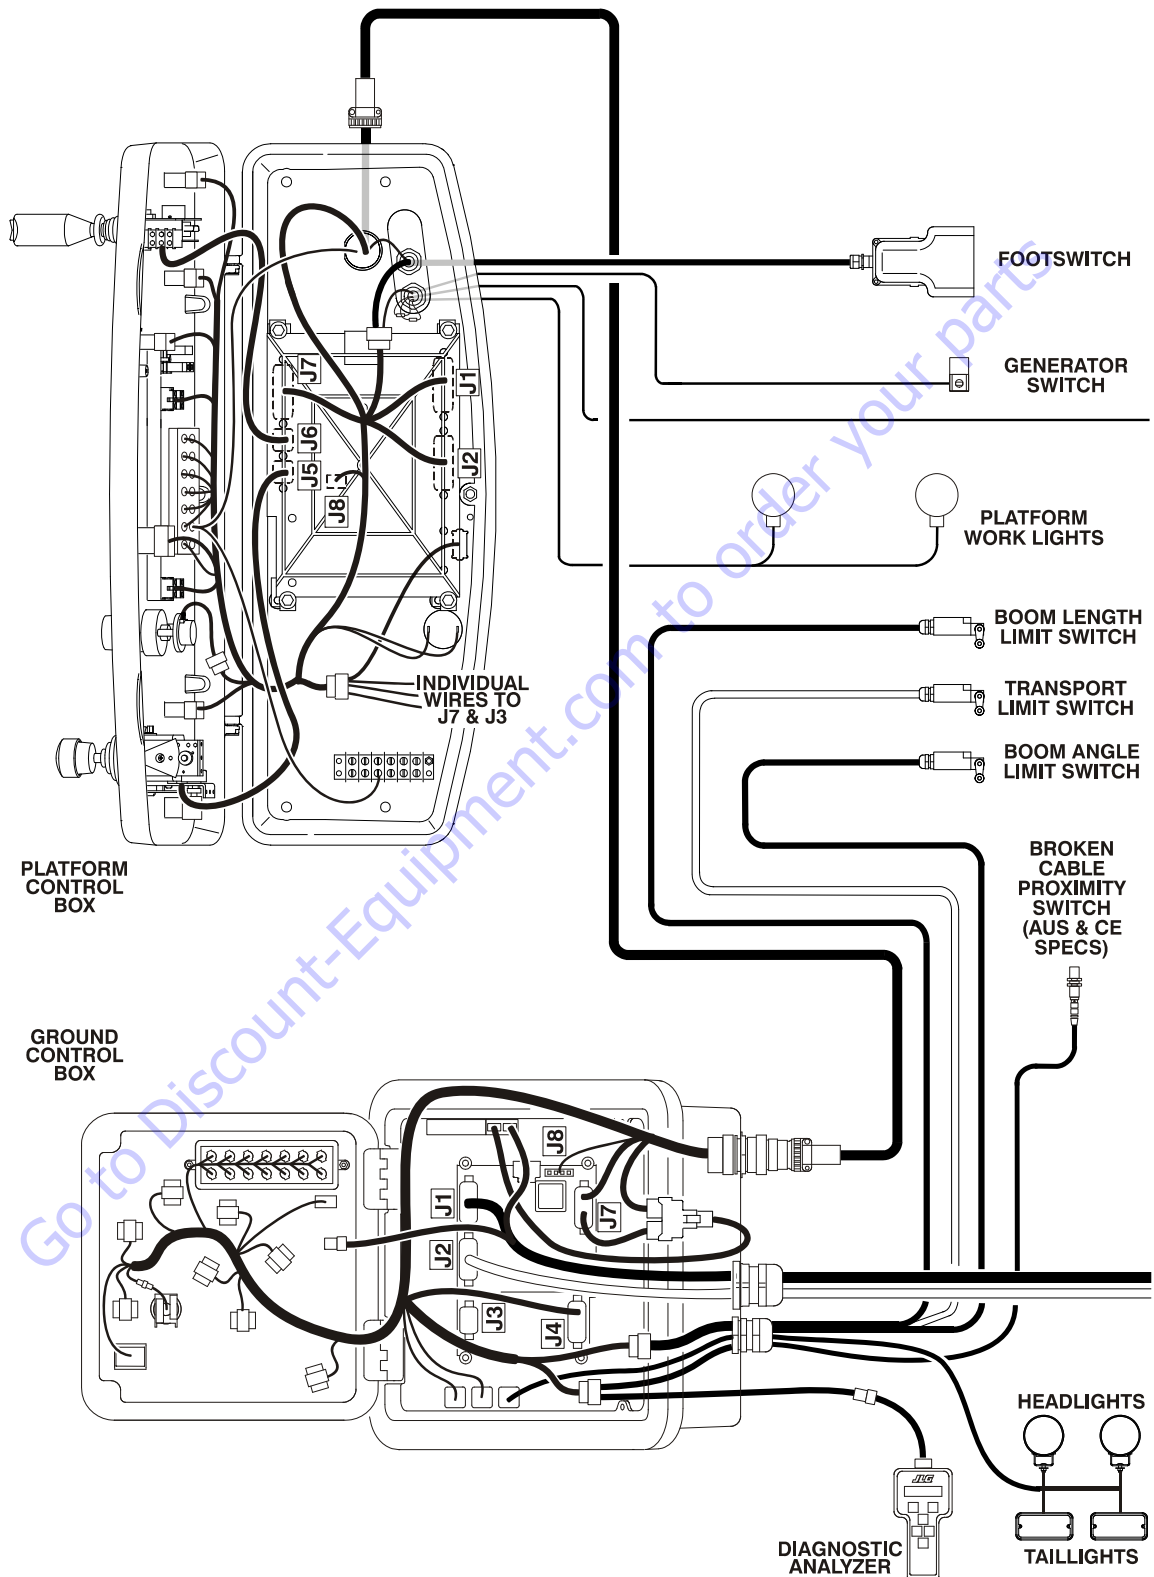 FOOTSWITCH
GENERATOR
SWITCH
J7
J1
J6
J2
J5
J8
PLATFORM
WORK LIGHTS
BOOM LENGTH
LIMIT SWITCH
INDIVIDUAL
WIRES TO
J7 & J3
TRANSPORT
LIMIT SWITCH
BOOM ANGLE
LIMIT SWITCH
PLATFORM
CONTROL
BOX
BROKEN
CABLE
PROXIMITY
SWITCH
(AUS & CE
SPECS)
GROUND
CONTROL
BOX
J8
J1
J7
J2
J3
J4
HEADLIGHTS
JLG
TAILLIGHTS
DIAGNOSTIC
ANALYZER
Go to Discount-Equipment.com to order your parts